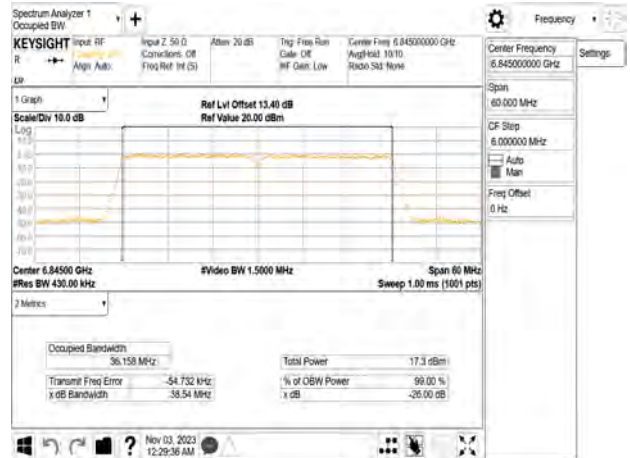 Spectrum Analyzer 1
Occupied BW
Frequency
KEYSIGHT
Input: RF
Input Z: 50 Ω
Atten: 20 dB
Trig: Free Run
Center Freq: 6.845000000 GHz
R
Corrections: Off
Gate: Off
Avg|Hold: 10/10
Align: Auto
Freq Ref: Int (S)
#IF Gain: Low
Radio Std: None
Center Frequency
6.845000000 GHz
Settings
Span
60.000 MHz
CF Step
6.000000 MHz
Auto
Man
Freq Offset
0 Hz
1 Graph
Ref Lvl Offset 13.40 dB
Scale/Div 10.0 dB
Ref Value 20.00 dBm
Log
Center 6.84500 GHz
#Video BW 1.5000 MHz
Span 60 MHz
#Res BW 430.00 kHz
Sweep 1.00 ms (1001 pts)
2 Metrics
Occupied Bandwidth
36.158 MHz
Total Power
17.3 dBm
Transmit Freq Error
-54.732 kHz
% of OBW Power
99.00 %
x dB Bandwidth
38.54 MHz
x dB
-26.00 dB
?
Nov 03, 2023
12:29:36 AM